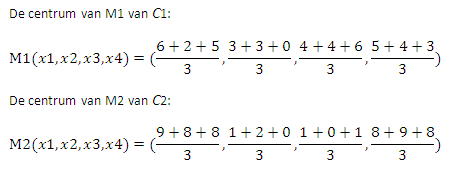 De centrum van M1 van C1:
M1(x1,x2,x3,x4) = (6+2+5/3, 3+3+0/3, 4+4+6/3, 5+4+3/3)
De centrum van M2 van C2:
M2(x1,x2,x3,x4) = (9+8+8/3, 1+2+0/3, 1+0+1/3, 8+9+8/3)